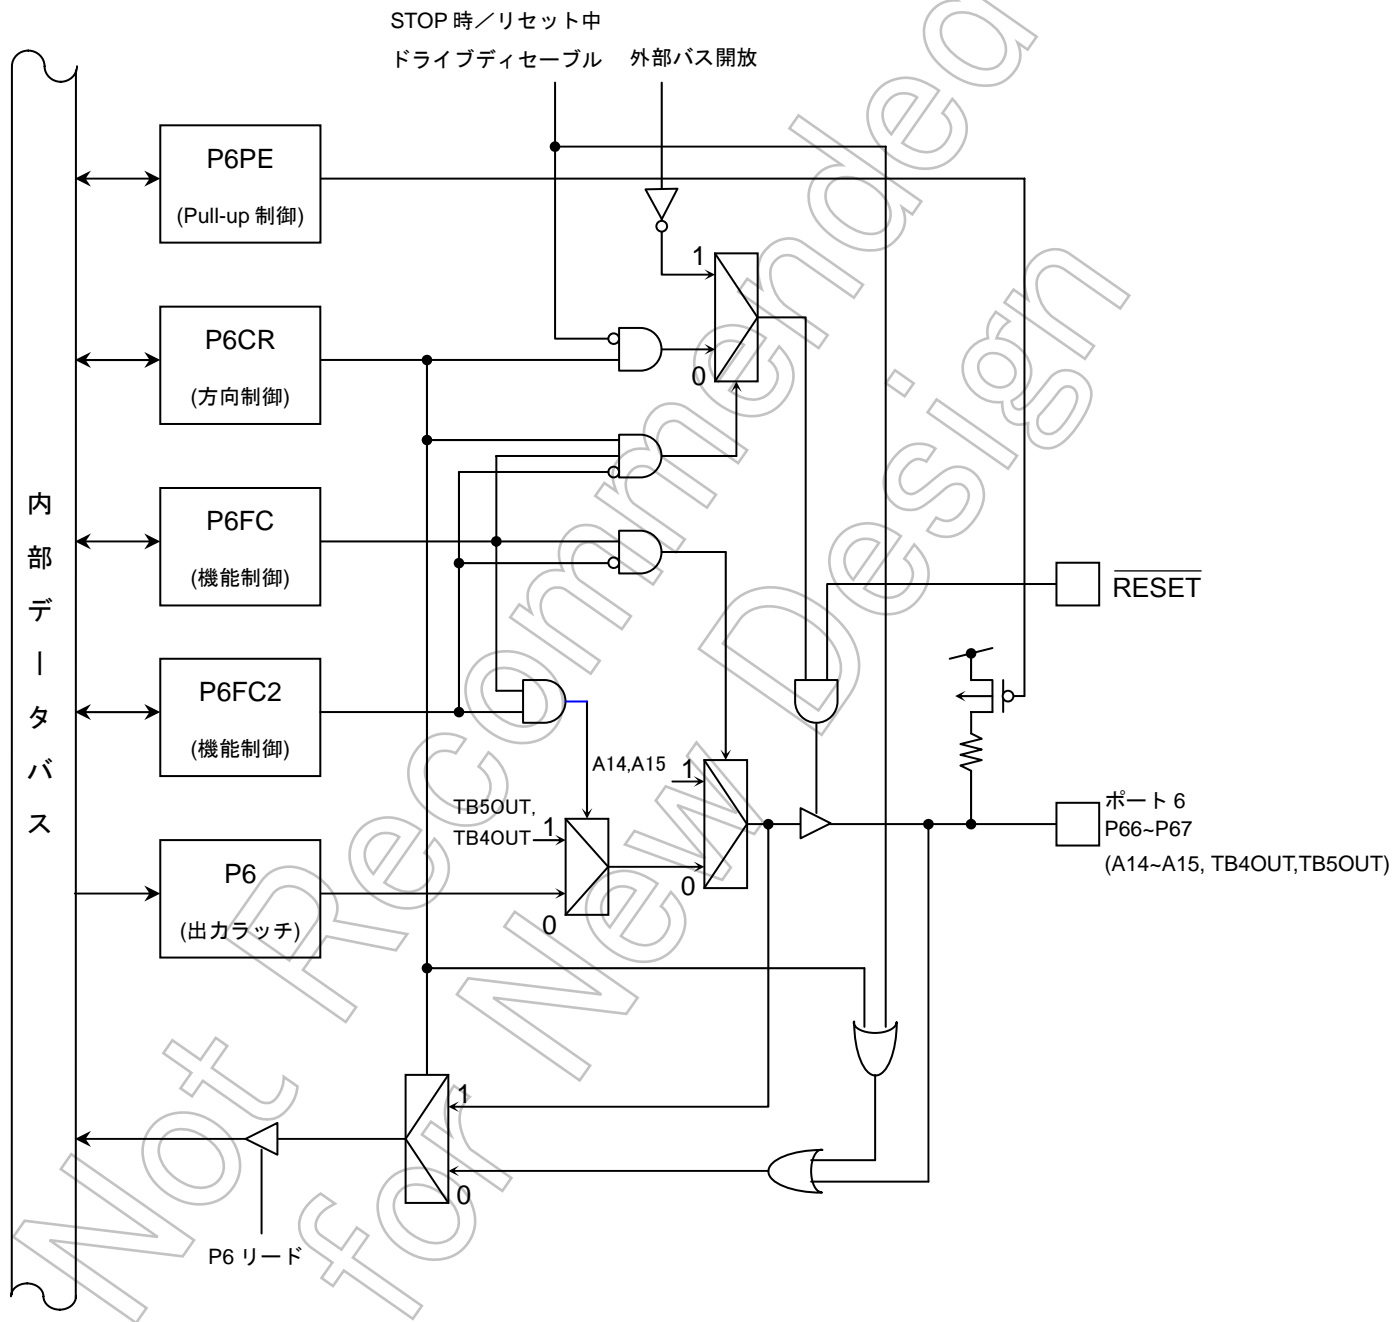 STOP 時／リセット中
ドライブディセーブル
外部バス開放
P6PE
(Pull-up 制御)
1
P6CR
(方向制御)
0
内部データバス
P6FC
(機能制御)
RESET
P6FC2
(機能制御)
A14,A15
1
TB5OUT,
TB4OUT
1
ポート 6
P66~P67
(A14~A15, TB4OUT,TB5OUT)
P6
(出力ラッチ)
0
0
1
0
P6 リード
Not Recommended
for New Design